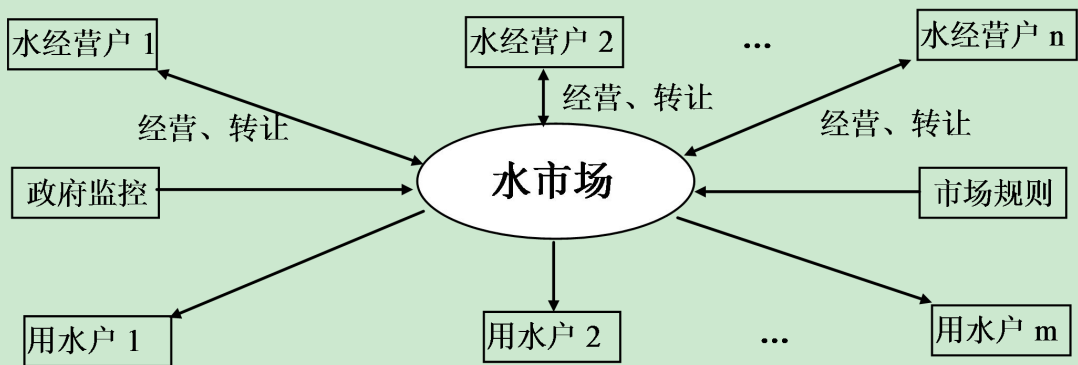 水经营户 1
水经营户 2
...
水经营户 n
经营、转让
经营、转让
经营、转让
政府监控
水市场
市场规则
用水户 1
用水户 2
...
用水户 m